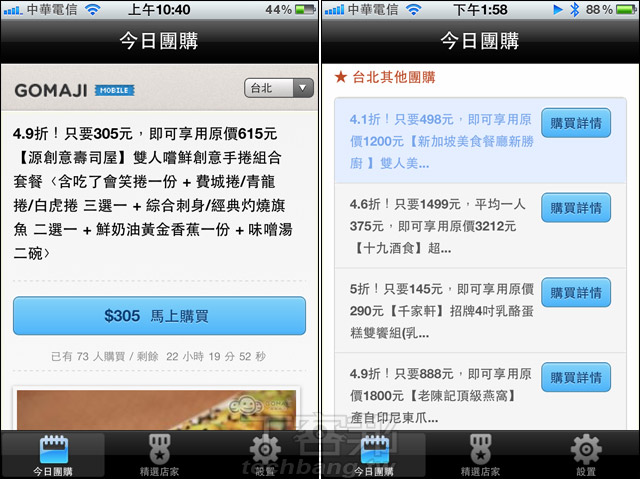 中華電信 上午10:40 44%
今日團購
GOMAJI MOBILE 台北
4.9折！只要305元，即可享用原價615元
【源創意壽司屋】雙人嚐鮮創意手捲組合
套餐〈含吃了會笑捲一份 + 費城捲/青龍
捲/白虎捲 三選一 + 綜合刺身/經典灼燒旗
魚 二選一 + 鮮奶油黃金香蕉一份 + 味噌湯
二碗〉
$305 馬上購買
已有 73 人購買 / 剩餘 22 小時 19 分 52 秒
GOMAJI
今日團購 精選店家 設置
中華電信 下午1:58 88%
今日團購
★ 台北其他團購
4.1折！只要498元，即可享用原
價1200元【新加坡美食餐廳新勝
廚 】雙人美...
購買詳情
4.6折！只要1499元，平均一人
375元，即可享用原價3212元
【十九酒食】超...
購買詳情
5折！只要145元，即可享用原價
290元【千家軒】招牌4吋乳酪蛋
糕雙饗組(乳...
購買詳情
4.9折！只要888元，即可享用原
價1800元【老陳記頂級燕窩】
產自印尼東爪...
購買詳情
今日團購 精選店家 設置
techbang